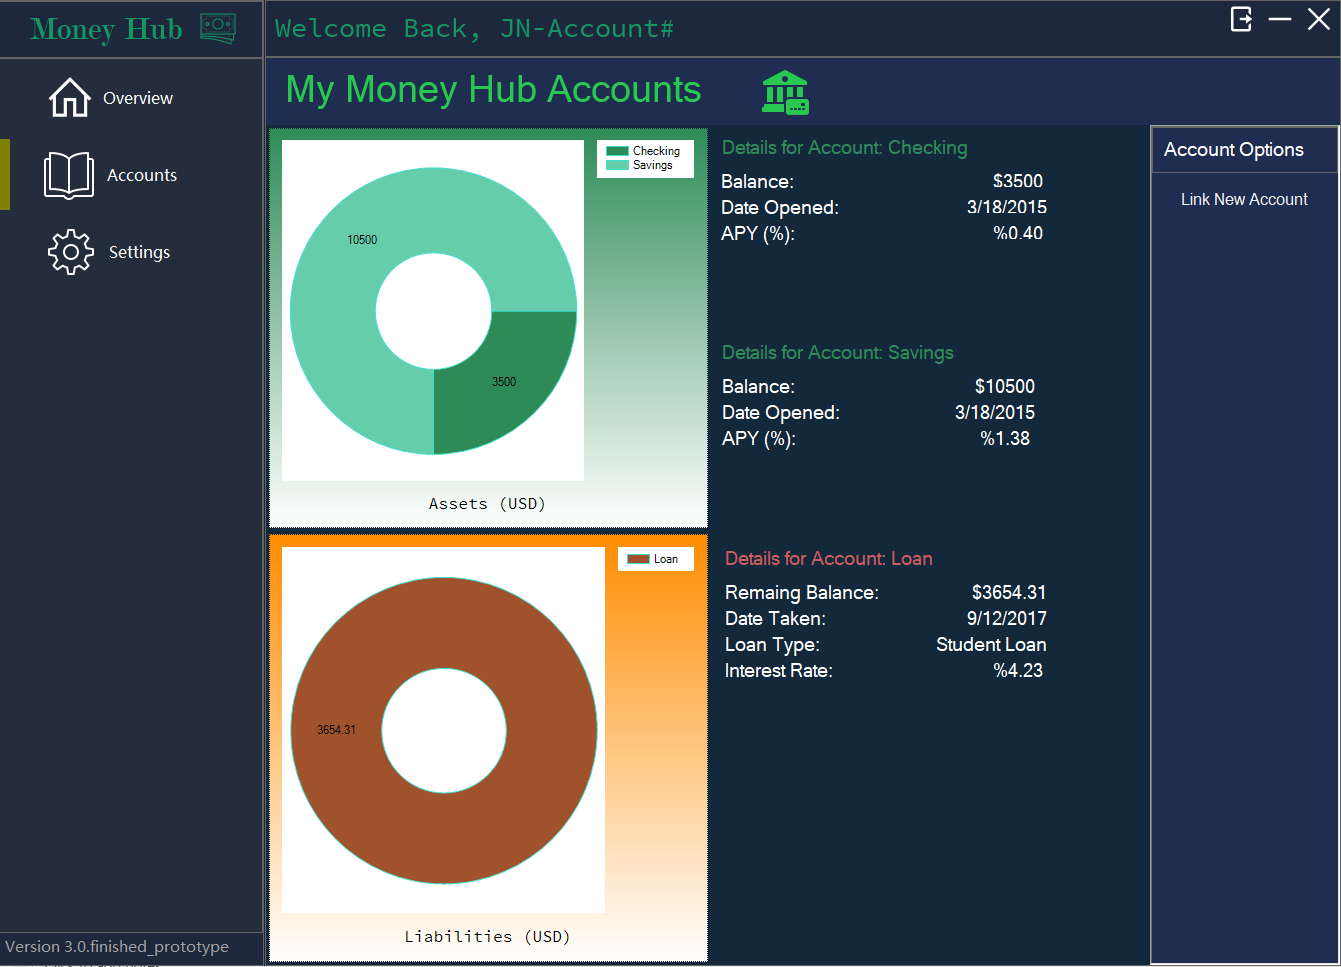 Money Hub
Welcome Back, JN-Account#
Overview
Accounts
Settings
Version 3.0.finished_prototype
My Money Hub Accounts
Checking
Savings
10500
3500
Assets (USD)
Loan
3654.31
Liabilities (USD)
Details for Account: Checking
Balance: $3500
Date Opened: 3/18/2015
APY (%): %0.40
Details for Account: Savings
Balance: $10500
Date Opened: 3/18/2015
APY (%): %1.38
Details for Account: Loan
Remaing Balance: $3654.31
Date Taken: 9/12/2017
Loan Type: Student Loan
Interest Rate: %4.23
Account Options
Link New Account